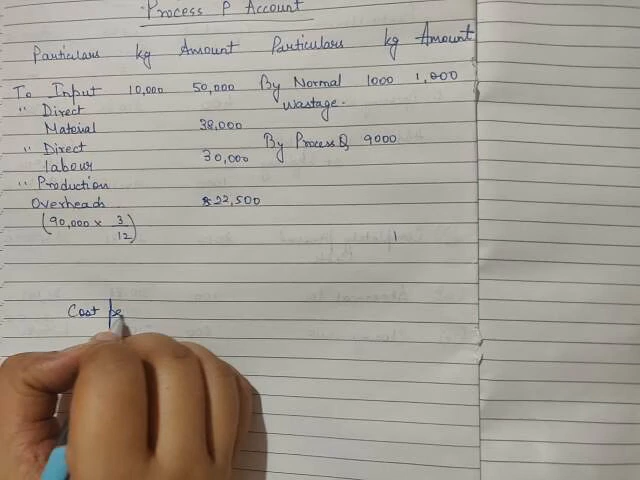 Process P Account
Particulars kg Amount Particulars kg Amount
To Input 10,000 50,000 By Normal 1000 1,000
" Direct Wastage.
Material 38,000
" Direct By Process Q 9000
labour 30,000
" Production
Overheads 22,500
(90,000 × 3/12)
Cost pe